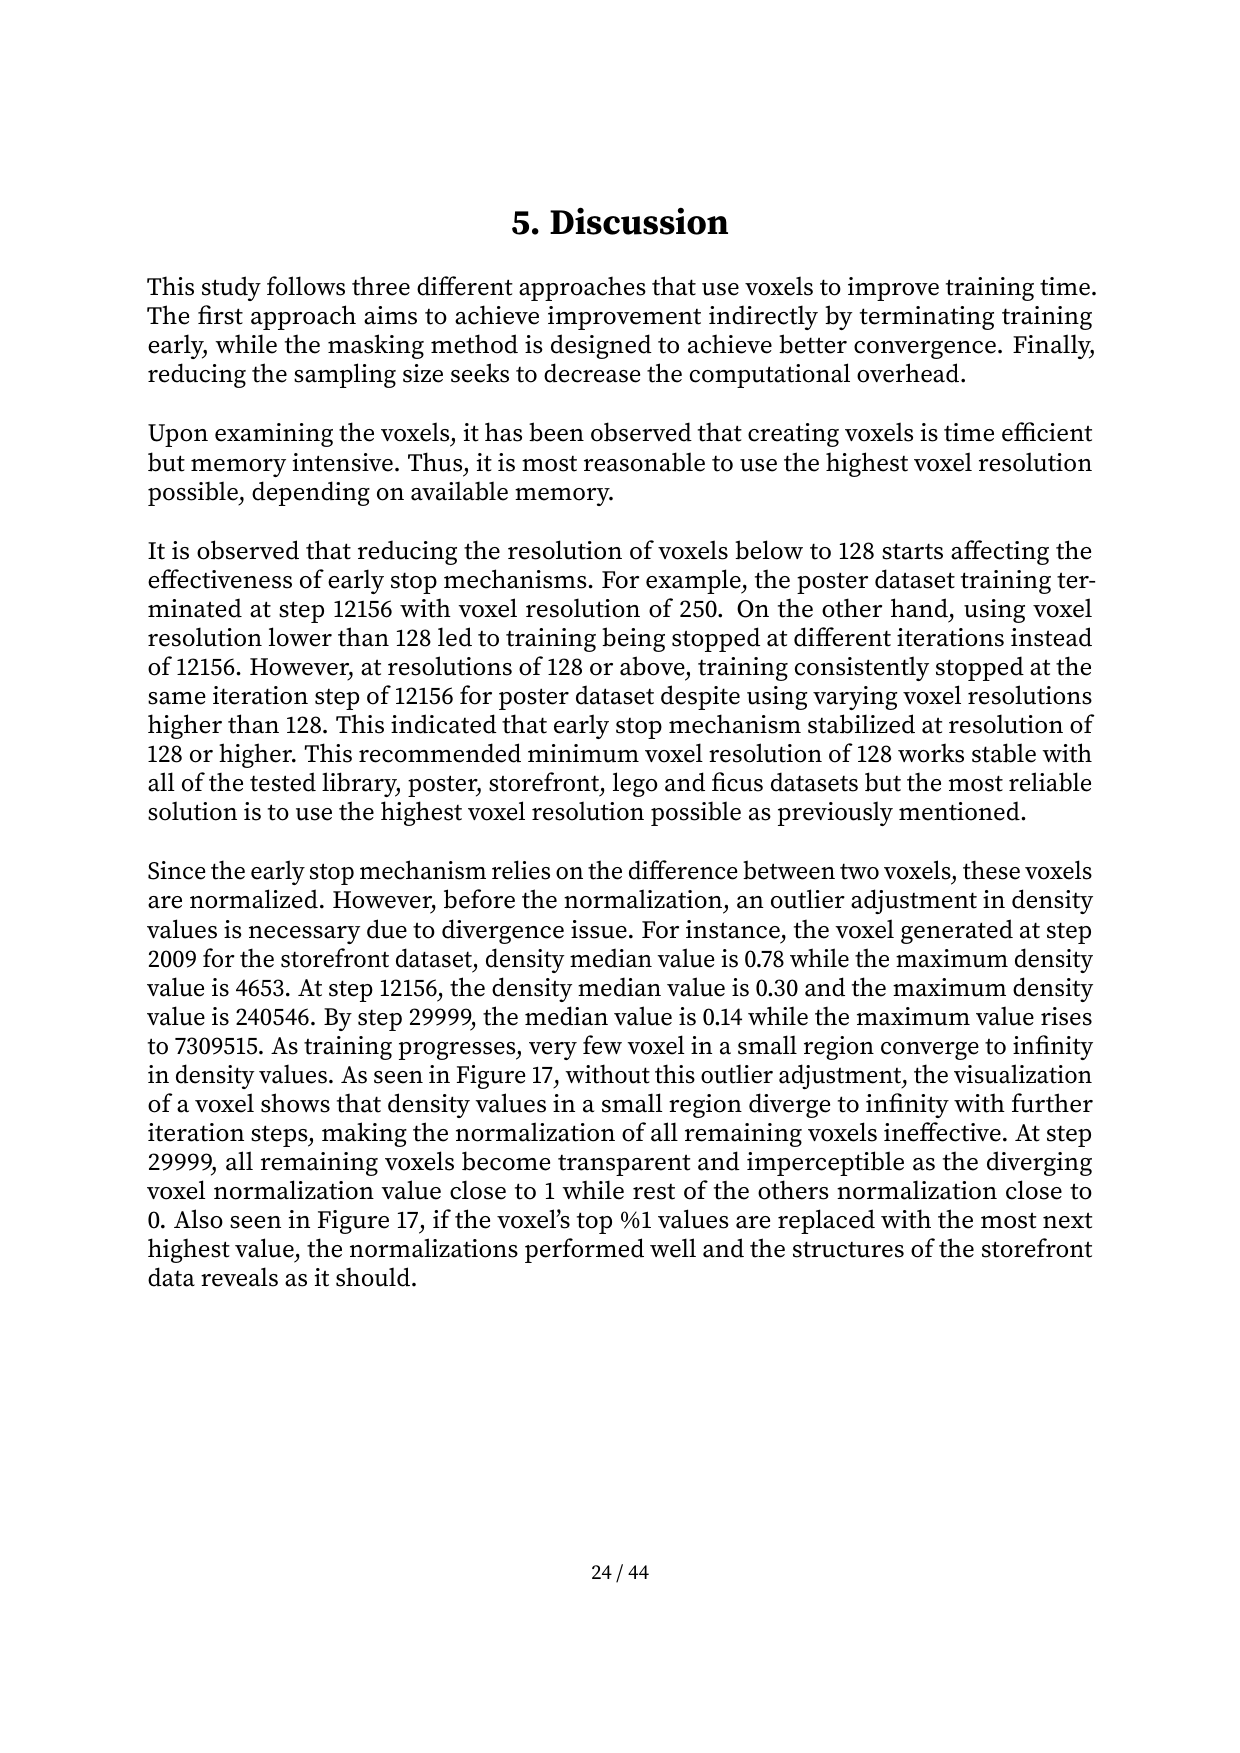 5. Discussion
This study follows three different approaches that use voxels to improve training time.
The first approach aims to achieve improvement indirectly by terminating training
early, while the masking method is designed to achieve better convergence. Finally,
reducing the sampling size seeks to decrease the computational overhead.
Upon examining the voxels, it has been observed that creating voxels is time efficient
but memory intensive. Thus, it is most reasonable to use the highest voxel resolution
possible, depending on available memory.
It is observed that reducing the resolution of voxels below to 128 starts affecting the
effectiveness of early stop mechanisms. For example, the poster dataset training ter-
minated at step 12156 with voxel resolution of 250. On the other hand, using voxel
resolution lower than 128 led to training being stopped at different iterations instead
of 12156. However, at resolutions of 128 or above, training consistently stopped at the
same iteration step of 12156 for poster dataset despite using varying voxel resolutions
higher than 128. This indicated that early stop mechanism stabilized at resolution of
128 or higher. This recommended minimum voxel resolution of 128 works stable with
all of the tested library, poster, storefront, lego and ficus datasets but the most reliable
solution is to use the highest voxel resolution possible as previously mentioned.
Since the early stop mechanism relies on the difference between two voxels, these voxels
are normalized. However, before the normalization, an outlier adjustment in density
values is necessary due to divergence issue. For instance, the voxel generated at step
2009 for the storefront dataset, density median value is 0.78 while the maximum density
value is 4653. At step 12156, the density median value is 0.30 and the maximum density
value is 240546. By step 29999, the median value is 0.14 while the maximum value rises
to 7309515. As training progresses, very few voxel in a small region converge to infinity
in density values. As seen in Figure 17, without this outlier adjustment, the visualization
of a voxel shows that density values in a small region diverge to infinity with further
iteration steps, making the normalization of all remaining voxels ineffective. At step
29999, all remaining voxels become transparent and imperceptible as the diverging
voxel normalization value close to 1 while rest of the others normalization close to
0. Also seen in Figure 17, if the voxel’s top %1 values are replaced with the most next
highest value, the normalizations performed well and the structures of the storefront
data reveals as it should.
24 / 44